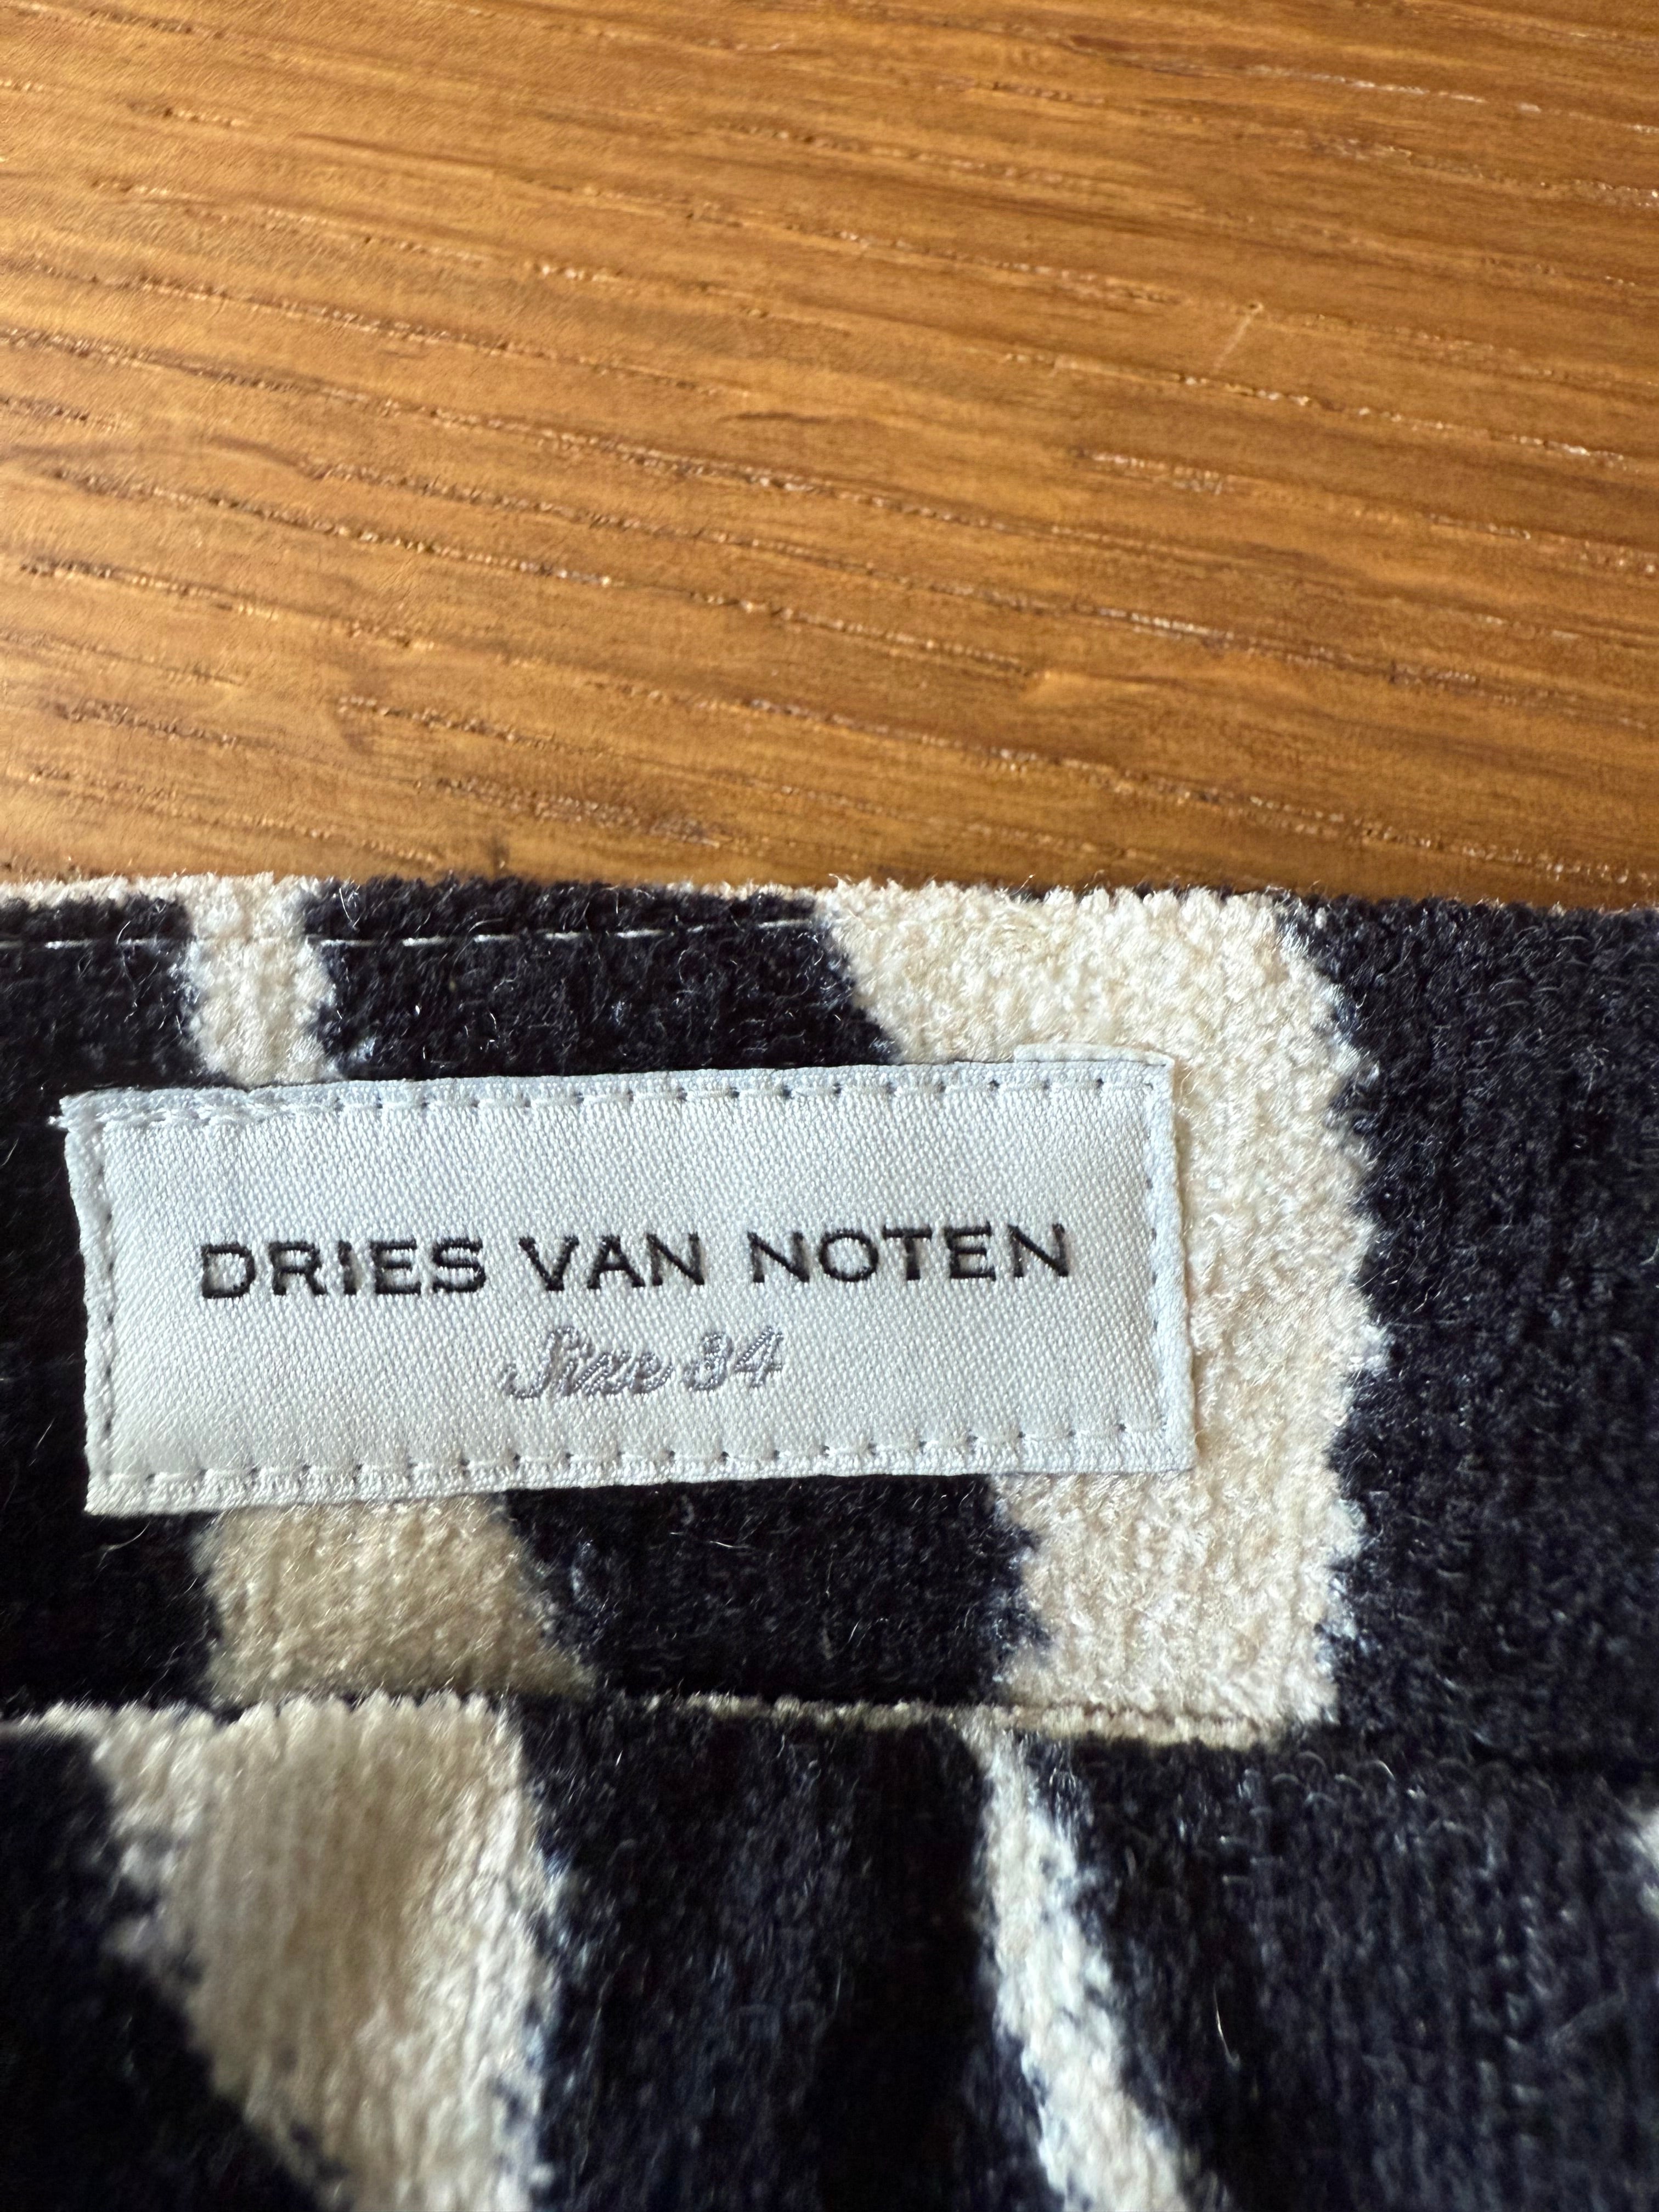 DRIES VAN NOTEN
Size 34